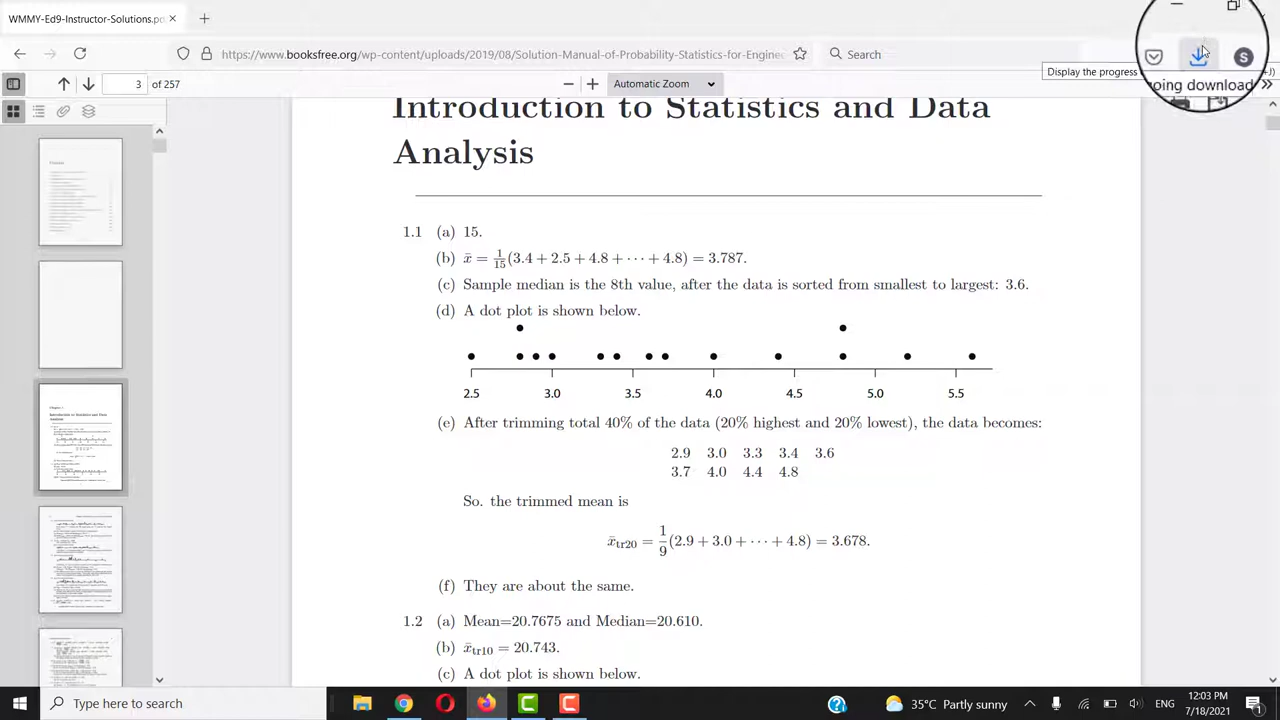 WMMY-Ed9-Instructor-Solutions.pd
https://www.booksfree.org/wp-content/uploads/2019/08/Solution-Manual-of-Probability-Statistics-for-Enginee
Search
S
Display the progress
+J)
oing download
3 of 257
Automatic Zoom
Introduction to Statistics and Data
Analysis
1.1 (a) 15.
(b) x̄ = 1/15(3.4 + 2.5 + 4.8 + ··· + 4.8) = 3.787.
(c) Sample median is the 8th value, after the data is sorted from smallest to largest: 3.6.
(d) A dot plot is shown below.
2.5 3.0 3.5 4.0 4.5 5.0 5.5
(e) After trimming total 40% of the data (20% highest and 20% lowest), the data becomes:
2.9 3.0 3.3 3.4 3.6
3.7 4.0 4.4 4.8
So, the trimmed mean is
x̄tr20 = 1/9(2.9 + 3.0 + ··· + 4.8) = 3.678.
(f) They are about the same.
1.2 (a) Mean=20.7675 and Median=20.610.
(b) x̄tr10 = 20.743.
(c) A dot plot is shown below.
Type here to search
35°C Partly sunny
ENG
12:03 PM
7/18/2021